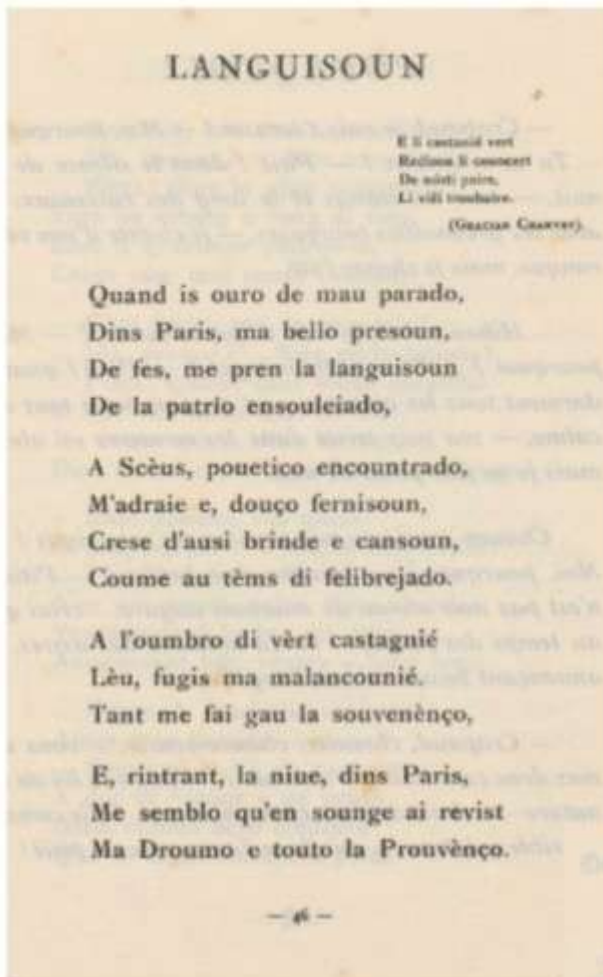 LANGUISOUN
E li castanié vert
Redison li councert
De nòsti paire,
Li vièi troubaire.
(GRACIAN CHARVET).
Quand is ouro de mau parado,
Dins Paris, ma bello presoun,
De fes, me pren la languisoun
De la patrio ensouleiado,
A Scèus, pouetico encountrado,
M'adraie e, douço fernisoun,
Crese d'ausi brinde e cansoun,
Coume au tèms di felibrejado.
A l'oumbro di vèrt castagnié
Lèu, fugis ma malancounié,
Tant me fai gau la souvenènço,
E, rintrant, la niue, dins Paris,
Me semblo qu'en sounge ai revist
Ma Droumo e touto la Prouvènço.
— 46 —